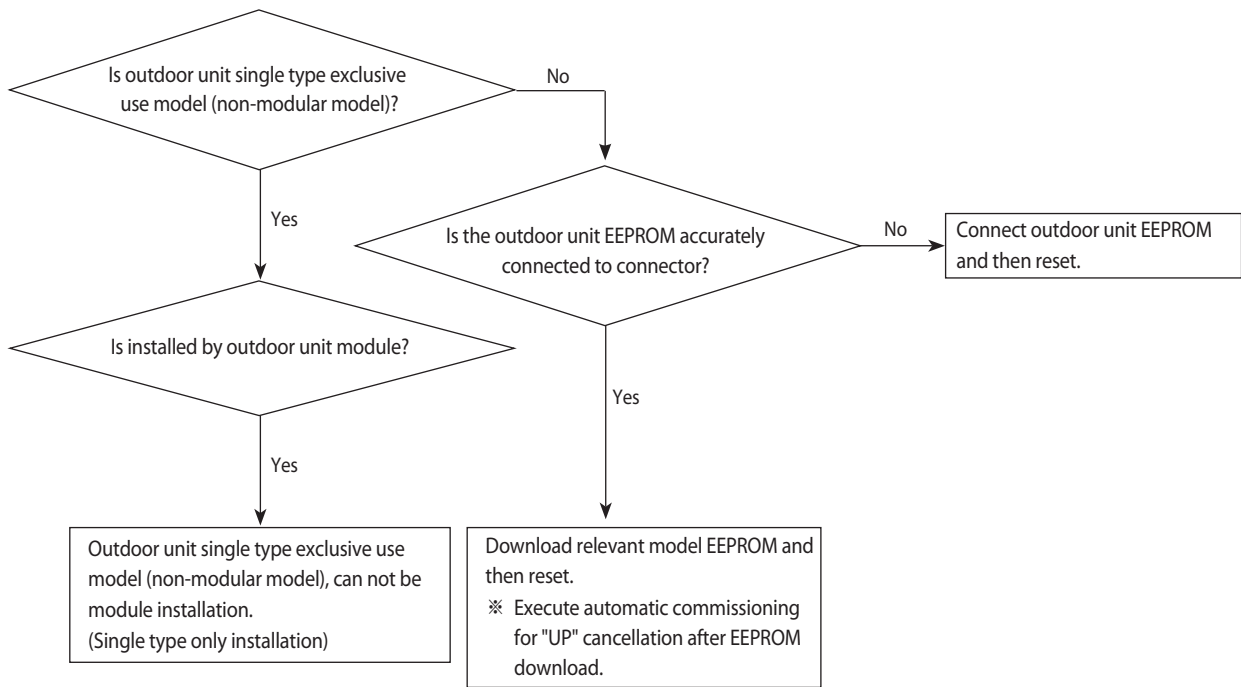 Is outdoor unit single type exclusive
use model (non-modular model)?
No
Yes
Is the outdoor unit EEPROM accurately
connected to connector?
No
Connect outdoor unit EEPROM
and then reset.
Is installed by outdoor unit module?
Yes
Yes
Outdoor unit single type exclusive use
model (non-modular model), can not be
module installation.
(Single type only installation)
Download relevant model EEPROM and
then reset.
※ Execute automatic commissioning
for "UP" cancellation after EEPROM
download.